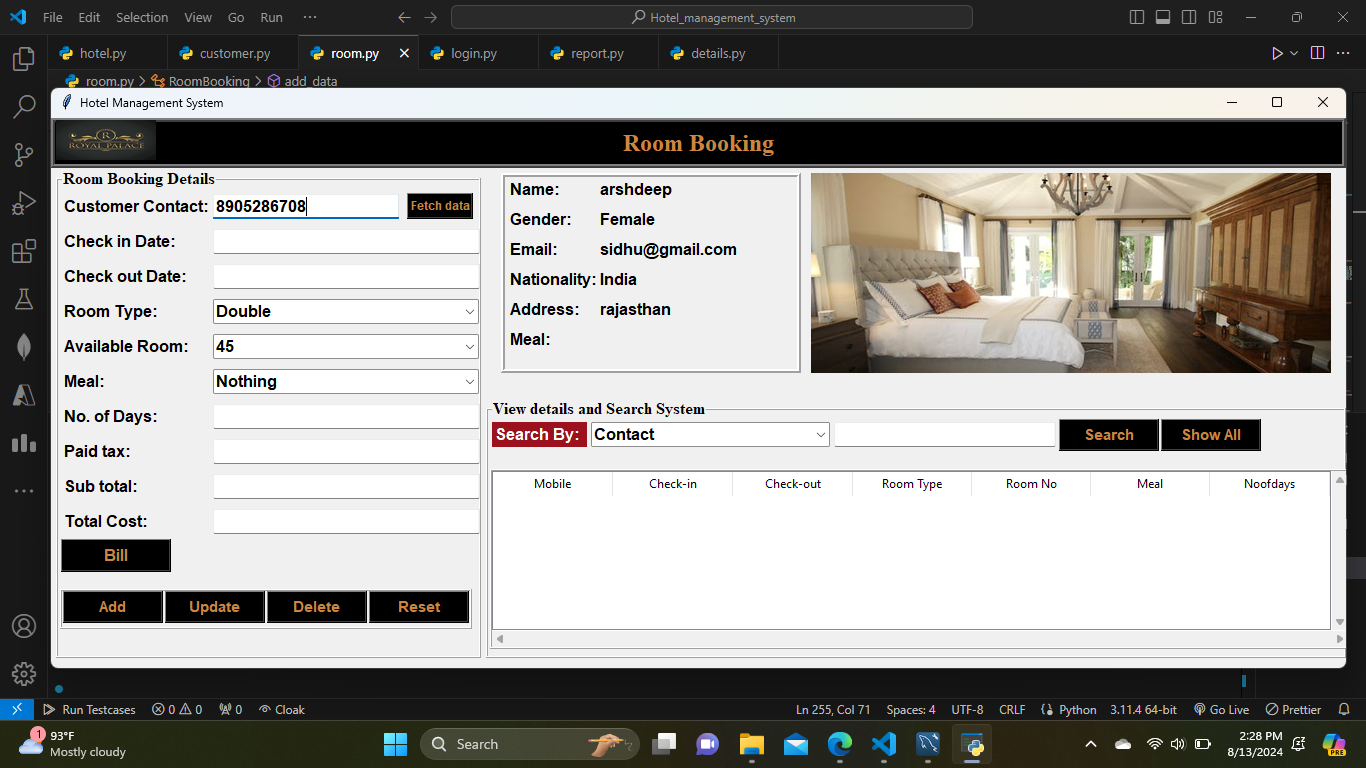 File Edit Selection View Go Run ···
Hotel_management_system
hotel.py customer.py room.py login.py report.py details.py
room.py > RoomBooking > add_data
Hotel Management System
R
ROYAL PALACE
Room Booking
Room Booking Details
Customer Contact: 8905286708 Fetch data
Check in Date:
Check out Date:
Room Type: Double
Available Room: 45
Meal: Nothing
No. of Days:
Paid tax:
Sub total:
Total Cost:
Bill
Add Update Delete Reset
Name: arshdeep
Gender: Female
Email: sidhu@gmail.com
Nationality: India
Address: rajasthan
Meal:
View details and Search System
Search By: Contact Search Show All
Mobile Check-in Check-out Room Type Room No Meal Noofdays
Run Testcases 0 0 0 Cloak Ln 255, Col 71 Spaces: 4 UTF-8 CRLF Python 3.11.4 64-bit Go Live Prettier
1 93°F
Mostly cloudy
Search
2:28 PM
8/13/2024
PRE